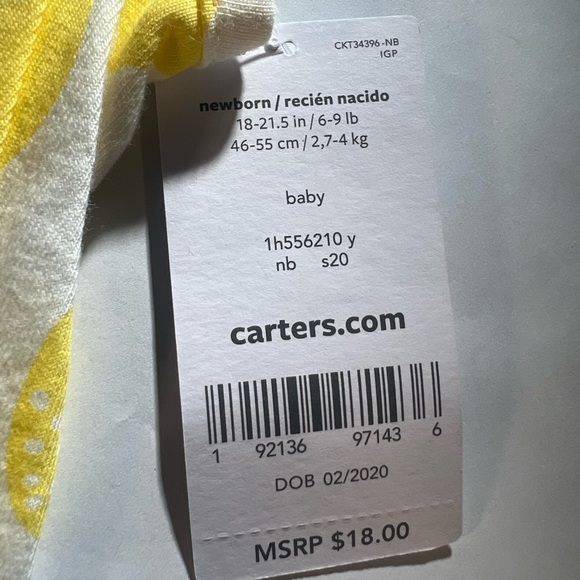 CKT34396-NB
IGP
newborn / recién nacido
18-21.5 in / 6-9 lb
46-55 cm / 2,7-4 kg
baby
1h556210 y
nb s20
carters.com
1 92136 97143 6
DOB 02/2020
MSRP $18.00